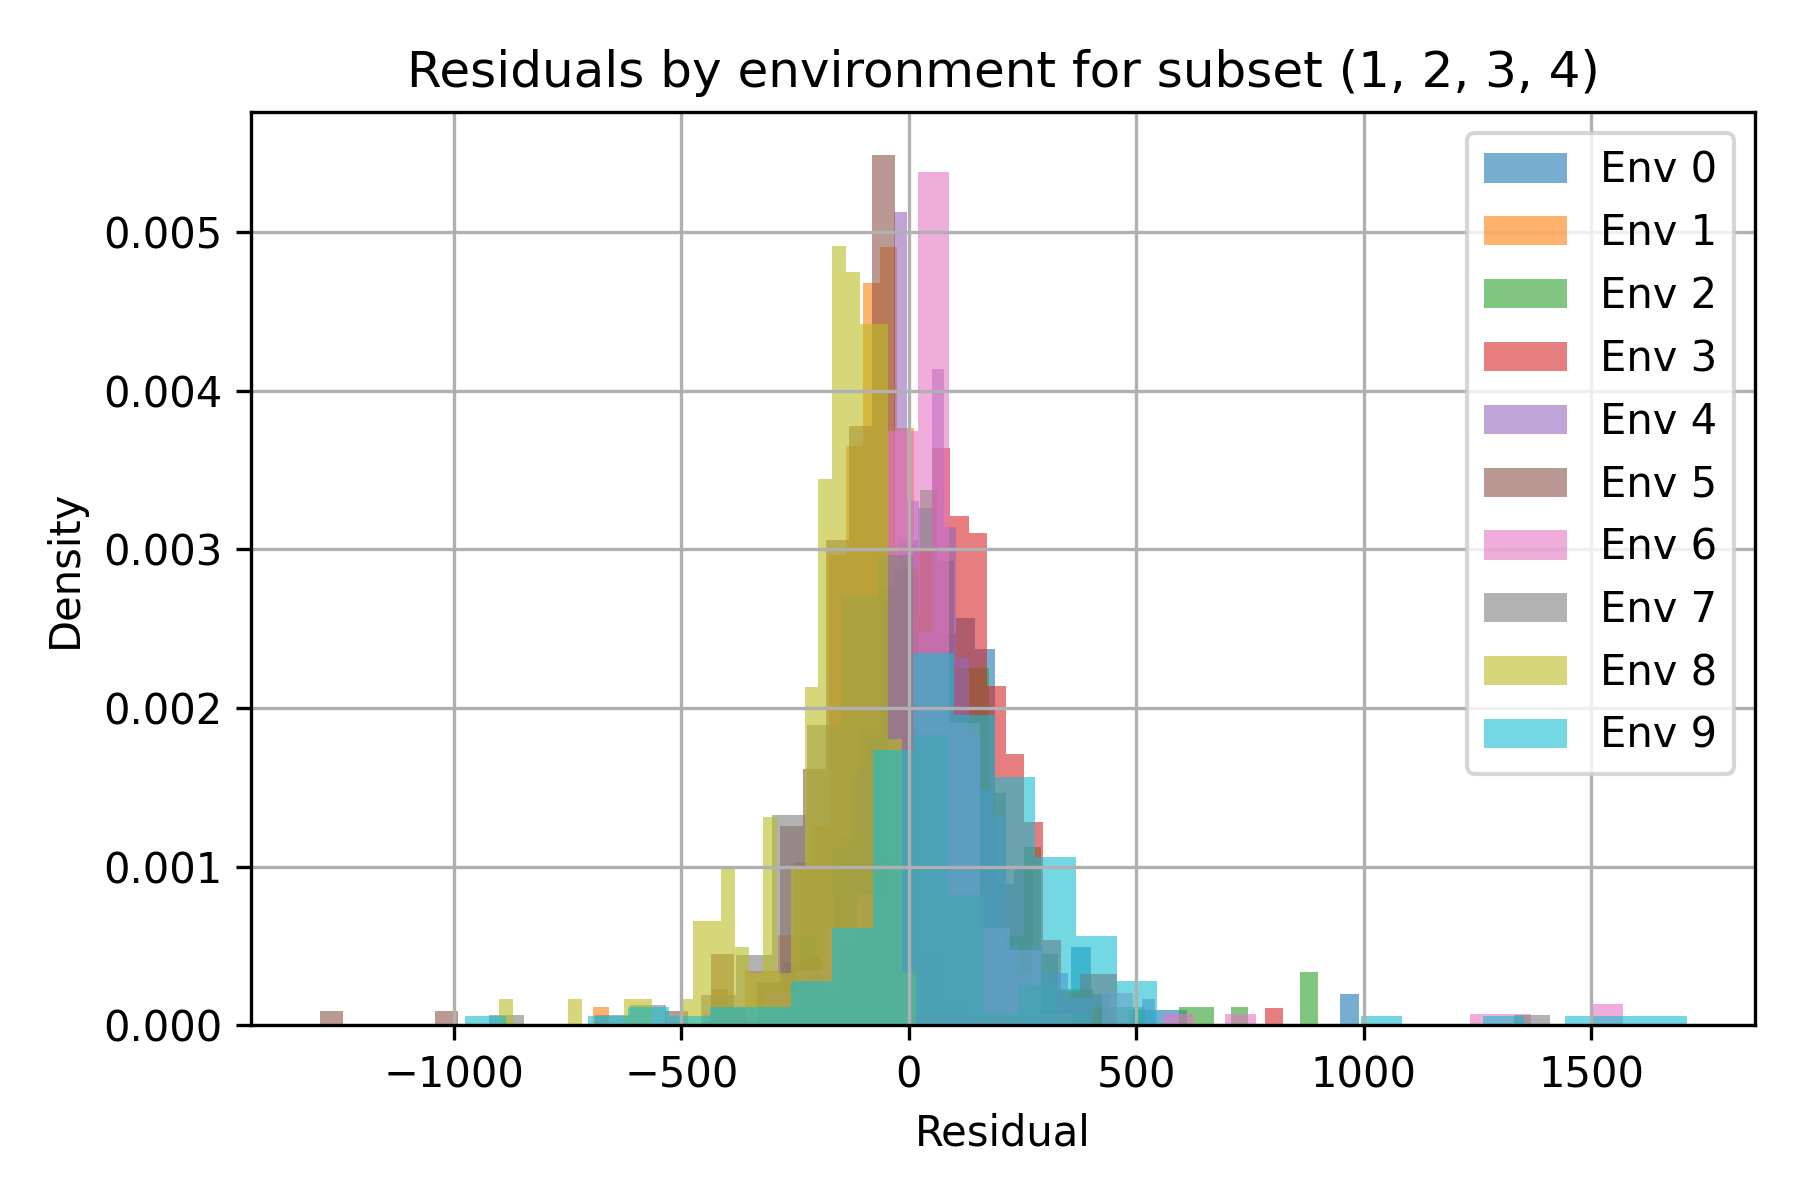 Residuals by environment for subset (1, 2, 3, 4)
Density
0.005
0.004
0.003
0.002
0.001
0.000
−1000
−500
0
500
1000
1500
Residual
Env 0
Env 1
Env 2
Env 3
Env 4
Env 5
Env 6
Env 7
Env 8
Env 9